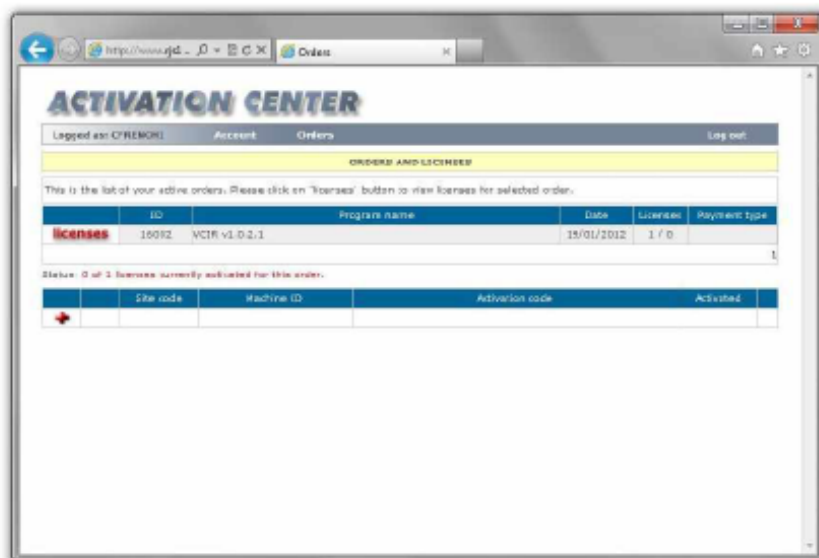 Orders
ACTIVATION CENTER
Logged as:
Account
Orders
Log out
ORDERS AND LICENSES
This is the list of your active orders. Please click on "licenses" button to view licenses for selected order.
ID Program name Date Licenses Payment type
licenses 16092 VCIR v1.0.2.1 19/01/2012 1 / 0
1
Status: 0 of 1 licenses currently activated for this order.
Site code Machine ID Activation code Activated